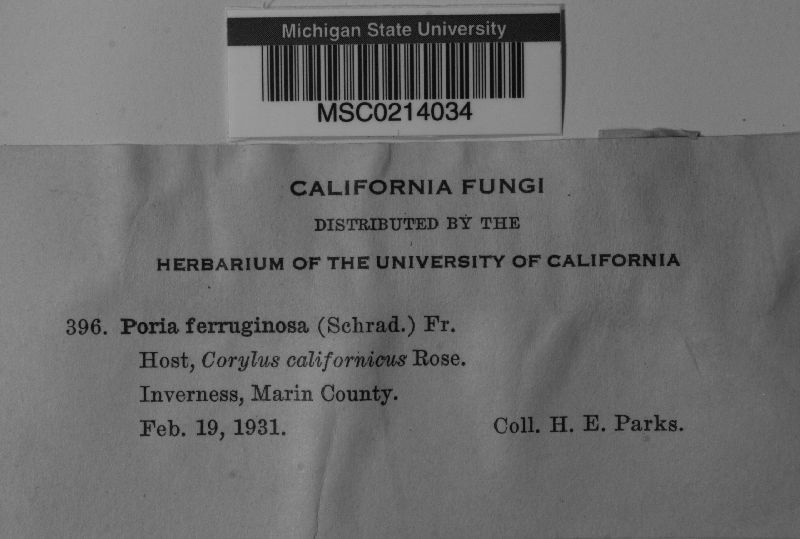 Michigan State University
MSC0214034
CALIFORNIA FUNGI
DISTRIBUTED BY THE
HERBARIUM OF THE UNIVERSITY OF CALIFORNIA
396. Poria ferruginosa (Schrad.) Fr.
Host, Corylus californicus Rose.
Inverness, Marin County.
Feb. 19, 1931. Coll. H. E. Parks.